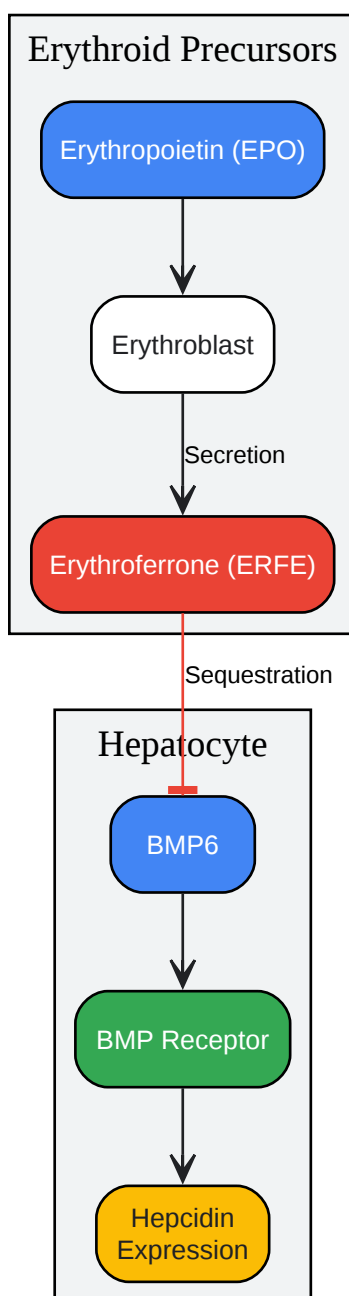 Erythroid Precursors
Erythropoietin (EPO)
Erythroblast
Secretion
Erythroferrone (ERFE)
Sequestration
Hepatocyte
BMP6
BMP Receptor
Hepcidin
Expression